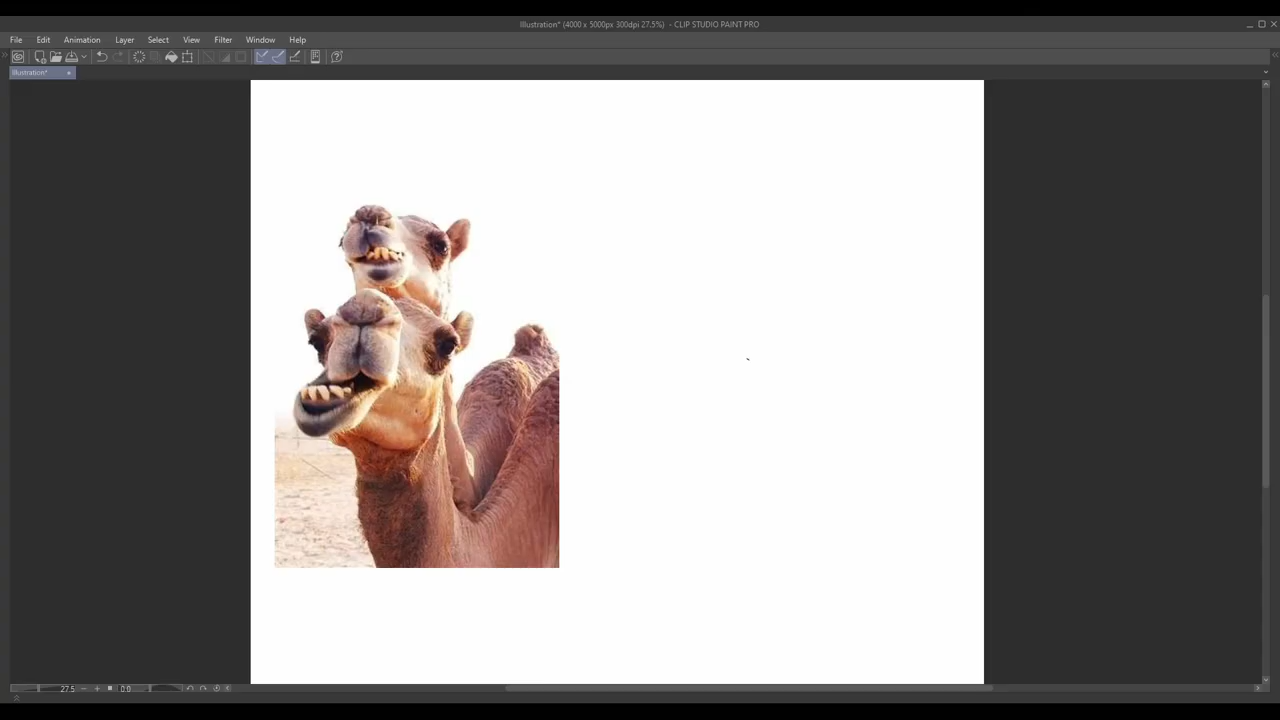 Illustration* (4000 x 5000px 300dpi 27.5%) - CLIP STUDIO PAINT PRO
File Edit Animation Layer Select View Filter Window Help
Illustration*
27.5 0.0